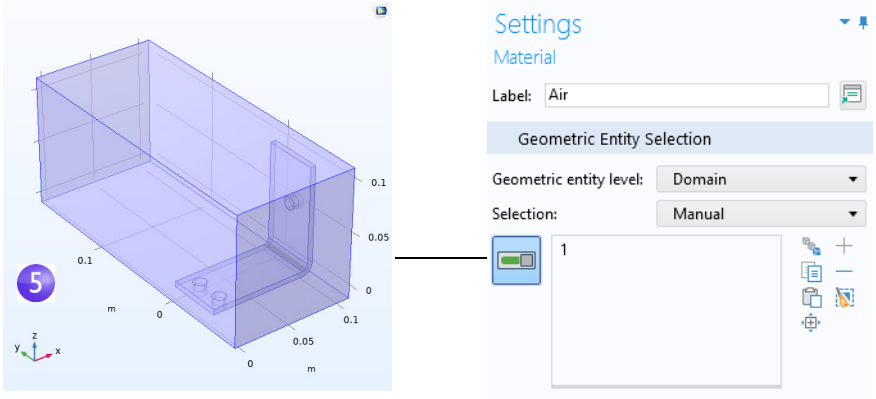 0.1
0.05
0
0.1
0.05
0
m
0.1
m
0
5
z
y
x
Settings
Material
Label: Air
Geometric Entity Selection
Geometric entity level: Domain
Selection: Manual
1